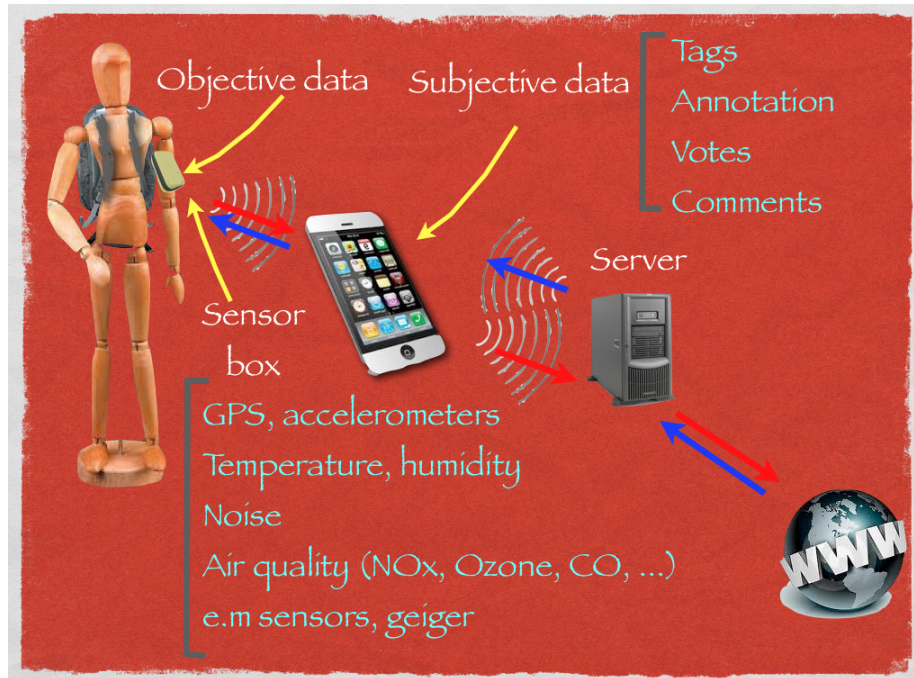 Objective data
Subjective data
Tags
Annotation
Votes
Comments
Server
Sensor
box
GPS, accelerometers
Temperature, humidity
Noise
Air quality (NOx, Ozone, CO, ...)
e.m sensors, geiger
WWW